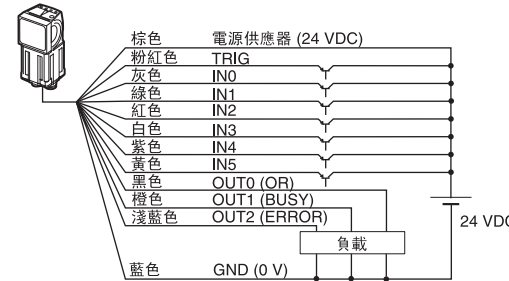 棕色 電源供應器 (24 VDC)
粉紅色 TRIG
灰色 IN0
綠色 IN1
紅色 IN2
白色 IN3
紫色 IN4
黃色 IN5
黑色 OUT0 (OR)
橙色 OUT1 (BUSY)
淺藍色 OUT2 (ERROR)
24 VDC
負載
藍色 GND (0 V)